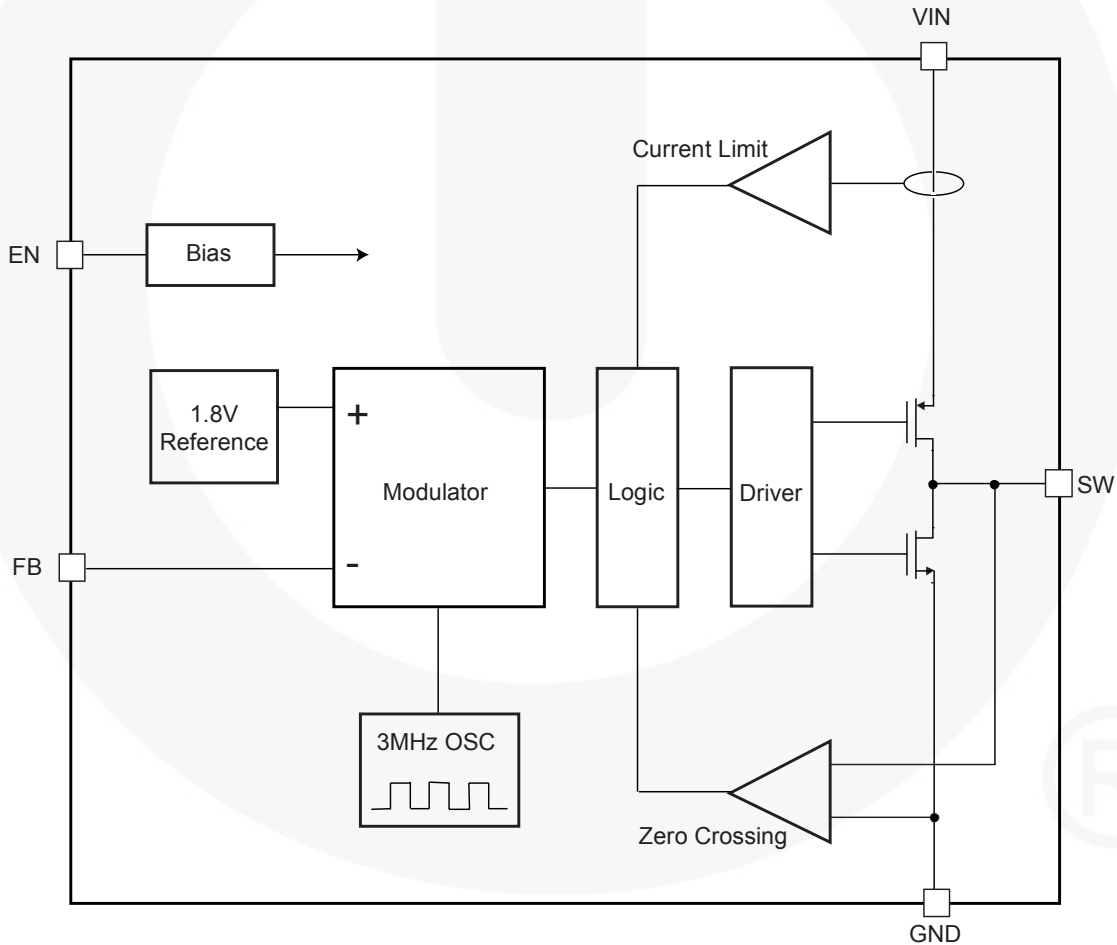 VIN
Current Limit
EN
Bias
1.8V
Reference
+
Modulator
Logic
Driver
SW
FB
-
3MHz OSC
Zero Crossing
GND
®